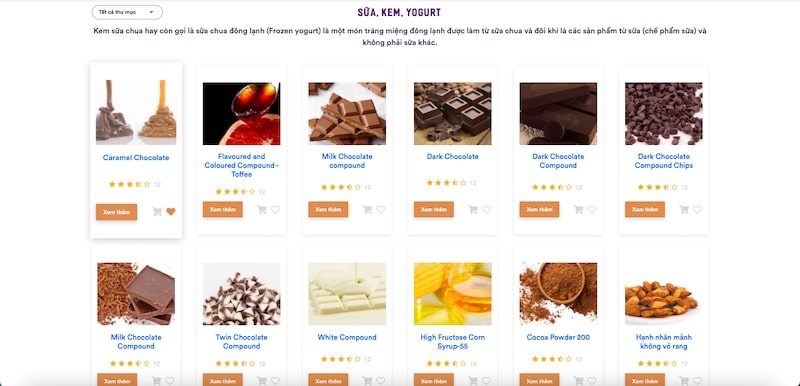 Tất cả thư mục
SỮA, KEM, YOGURT
Kem sữa chua hay còn gọi là sữa chua đông lạnh (Frozen yogurt) là một món tráng miệng đông lạnh được làm từ sữa chua và đôi khi là các sản phẩm từ sữa (chế phẩm sữa) và
không phải sữa khác.
Caramel Chocolate
12
Xem thêm
Flavoured and
Coloured Compound -
Toffee
12
Xem thêm
Milk Chocolate
compound
12
Xem thêm
Dark Chocolate
12
Xem thêm
Dark Chocolate
Compound
12
Xem thêm
Dark Chocolate
Compound Chips
12
Xem thêm
Milk Chocolate
Compound
12
Xem thêm
Twin Chocolate
Compound
12
Xem thêm
White Compound
12
Xem thêm
High Fructose Corn
Syrup-55
12
Xem thêm
Cocoa Powder 200
12
Xem thêm
Hạnh nhân mảnh
không vỏ rang
12
Xem thêm